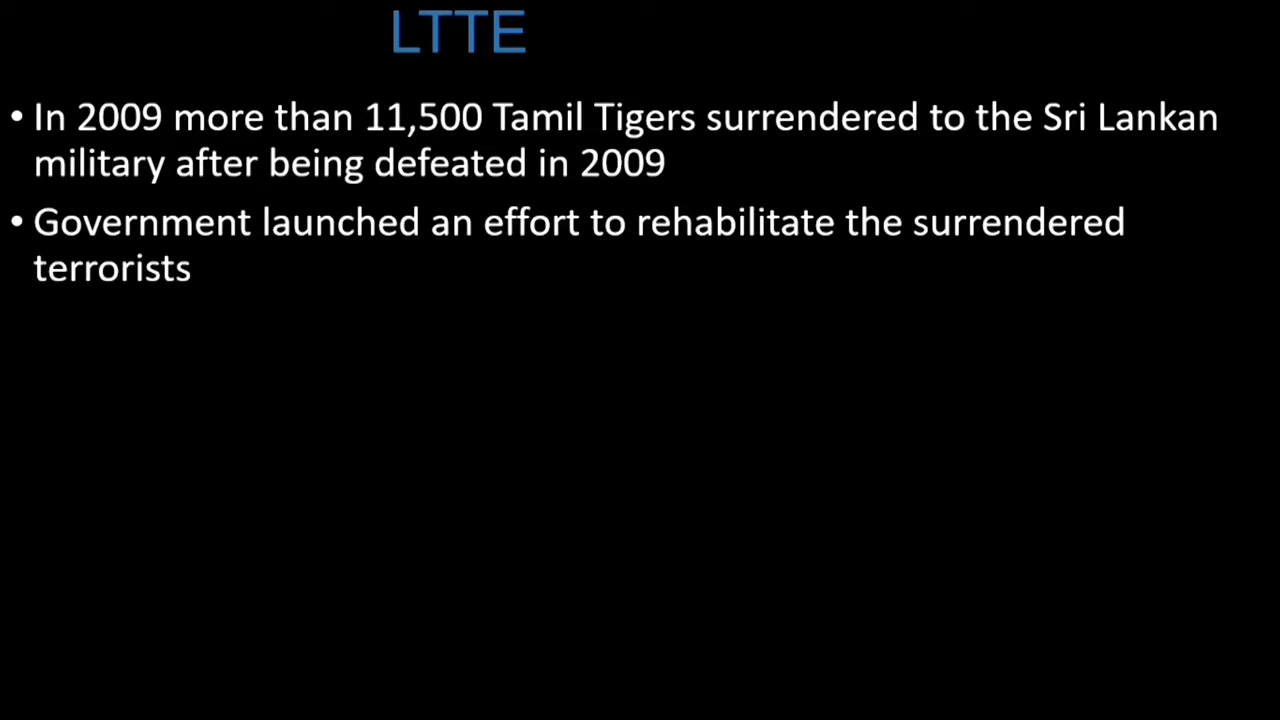 LTTE
• In 2009 more than 11,500 Tamil Tigers surrendered to the Sri Lankan
military after being defeated in 2009
• Government launched an effort to rehabilitate the surrendered
terrorists